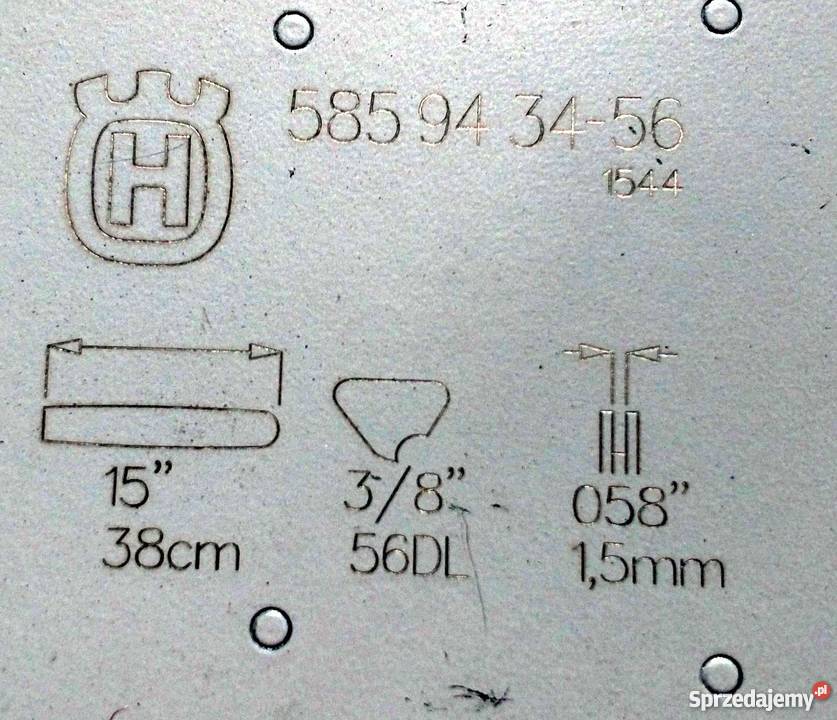 H
585 94 34-56
1544
15”
38cm
3/8”
56DL
058”
1,5mm
Sprzedajemy.pl